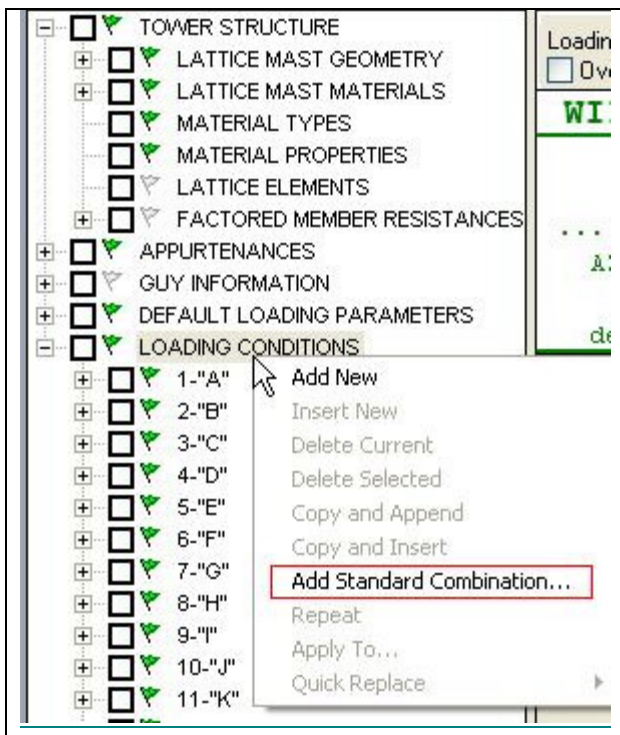 TOWER STRUCTURE
LATTICE MAST GEOMETRY
LATTICE MAST MATERIALS
MATERIAL TYPES
MATERIAL PROPERTIES
LATTICE ELEMENTS
FACTORED MEMBER RESISTANCES
APPURTENANCES
GUY INFORMATION
DEFAULT LOADING PARAMETERS
LOADING CONDITIONS
1-"A"
2-"B"
3-"C"
4-"D"
5-"E"
6-"F"
7-"G"
8-"H"
9-"I"
10-"J"
11-"K"
Add New
Insert New
Delete Current
Delete Selected
Copy and Append
Copy and Insert
Add Standard Combination...
Repeat
Apply To...
Quick Replace
Loadin
Ov
WI
...
de